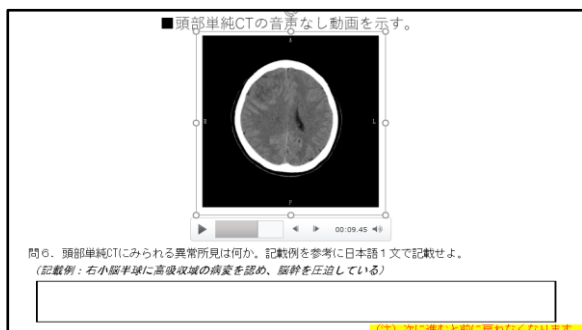 ■頭部単純CTの音声なし動画を示す。
A
R
L
P
00:09.45
問6．頭部単純CTにみられる異常所見は何か。記載例を参考に日本語1文で記載せよ。
（記載例：右小脳半球に高吸収域の病変を認め、脳幹を圧迫している）
（注）次に進むと前に戻れなくなります